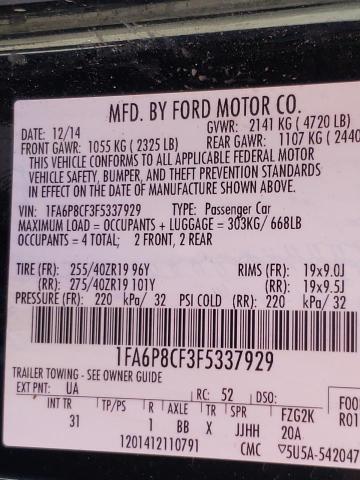 MFD. BY FORD MOTOR CO.
DATE: 12/14 GVWR: 2141 KG ( 4720 LB)
FRONT GAWR: 1055 KG ( 2325 LB) REAR GAWR: 1107 KG ( 2440
THIS VEHICLE CONFORMS TO ALL APPLICABLE FEDERAL MOTOR
VEHICLE SAFETY, BUMPER, AND THEFT PREVENTION STANDARDS
IN EFFECT ON THE DATE OF MANUFACTURE SHOWN ABOVE.
VIN: 1FA6P8CF3F5337929 TYPE: Passenger Car
MAXIMUM LOAD = OCCUPANTS + LUGGAGE = 303KG/ 668LB
OCCUPANTS = 4 TOTAL; 2 FRONT, 2 REAR
TIRE (FR): 255/40ZR19 96Y RIMS (FR): 19x9.0J
(RR): 275/40ZR19 101Y (RR): 19x9.5J
PRESSURE (FR): 220 kPa/ 32 PSI COLD (RR): 220 kPa/ 32
1FA6P8CF3F5337929
TRAILER TOWING - SEE OWNER GUIDE
EXT PNT: UA RC: 52 DSO: FOO
INT TR TP/PS R AXLE TR SPR FZG2K RO1
31 1 BB X JJHH 20A
1201412110791 CMC ▽5U5A-542047